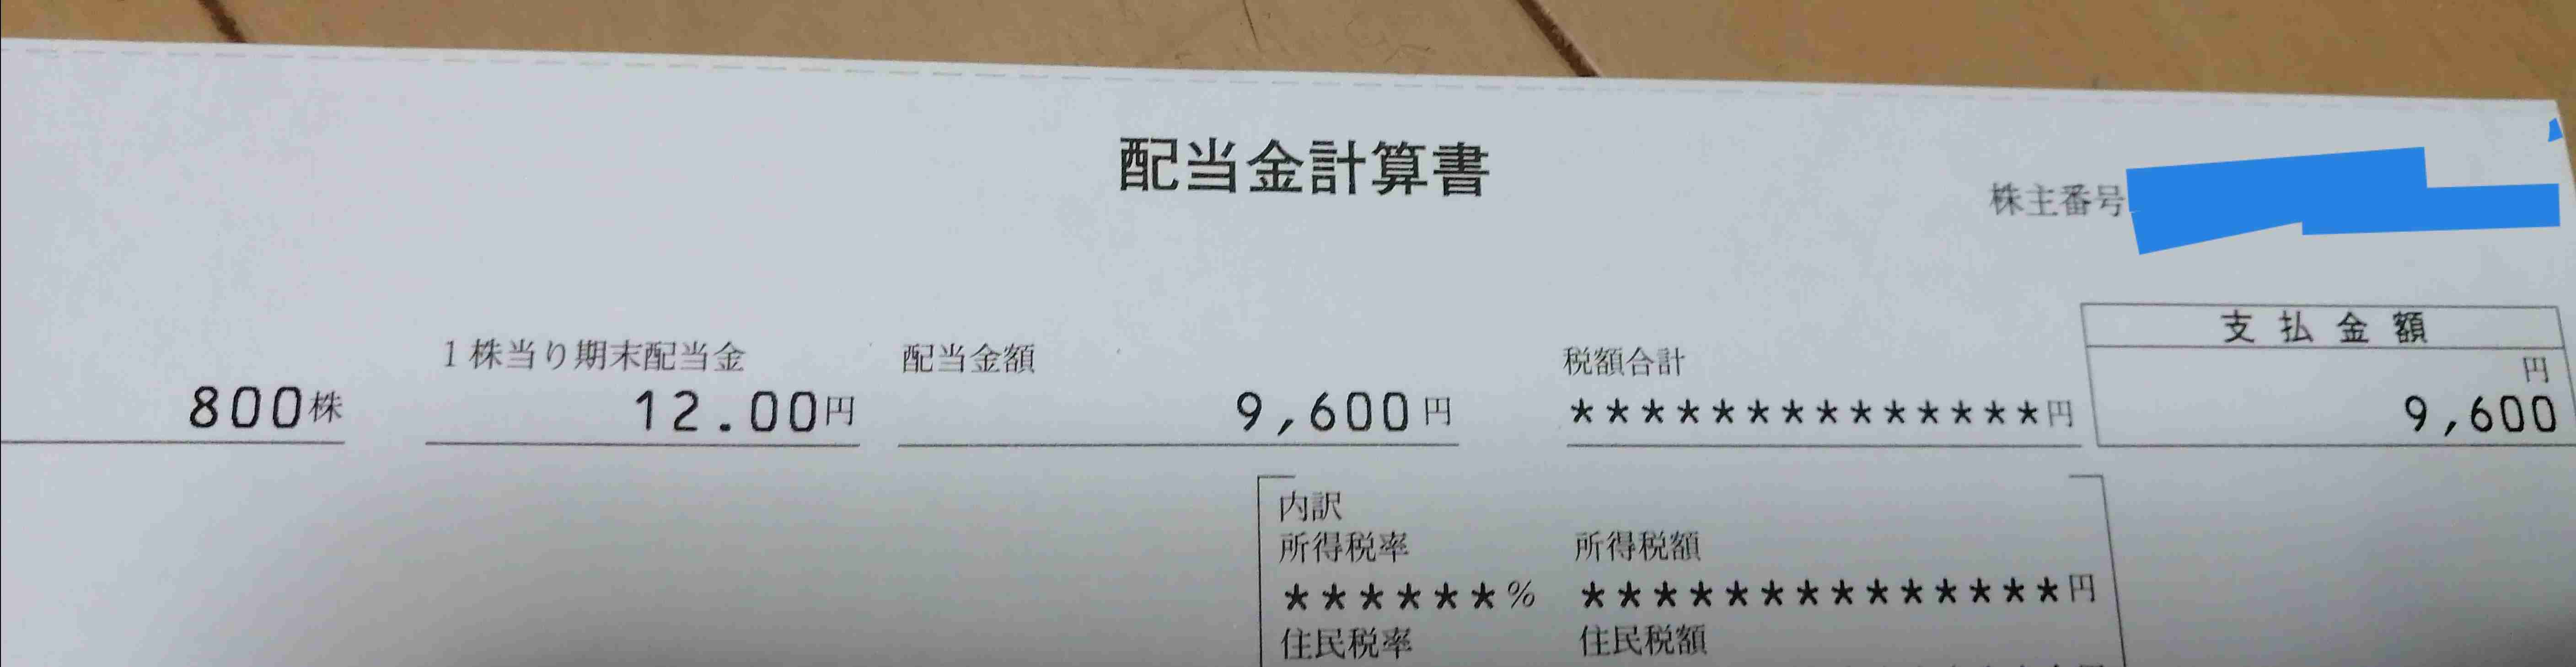 配当金計算書
株主番号
支払金額
1株当り期末配当金 配当金額 税額合計 円
800株 12.00円 9,600円 **************円 9,600
内訳
所得税率 所得税額
******% **************円
住民税率 住民税額